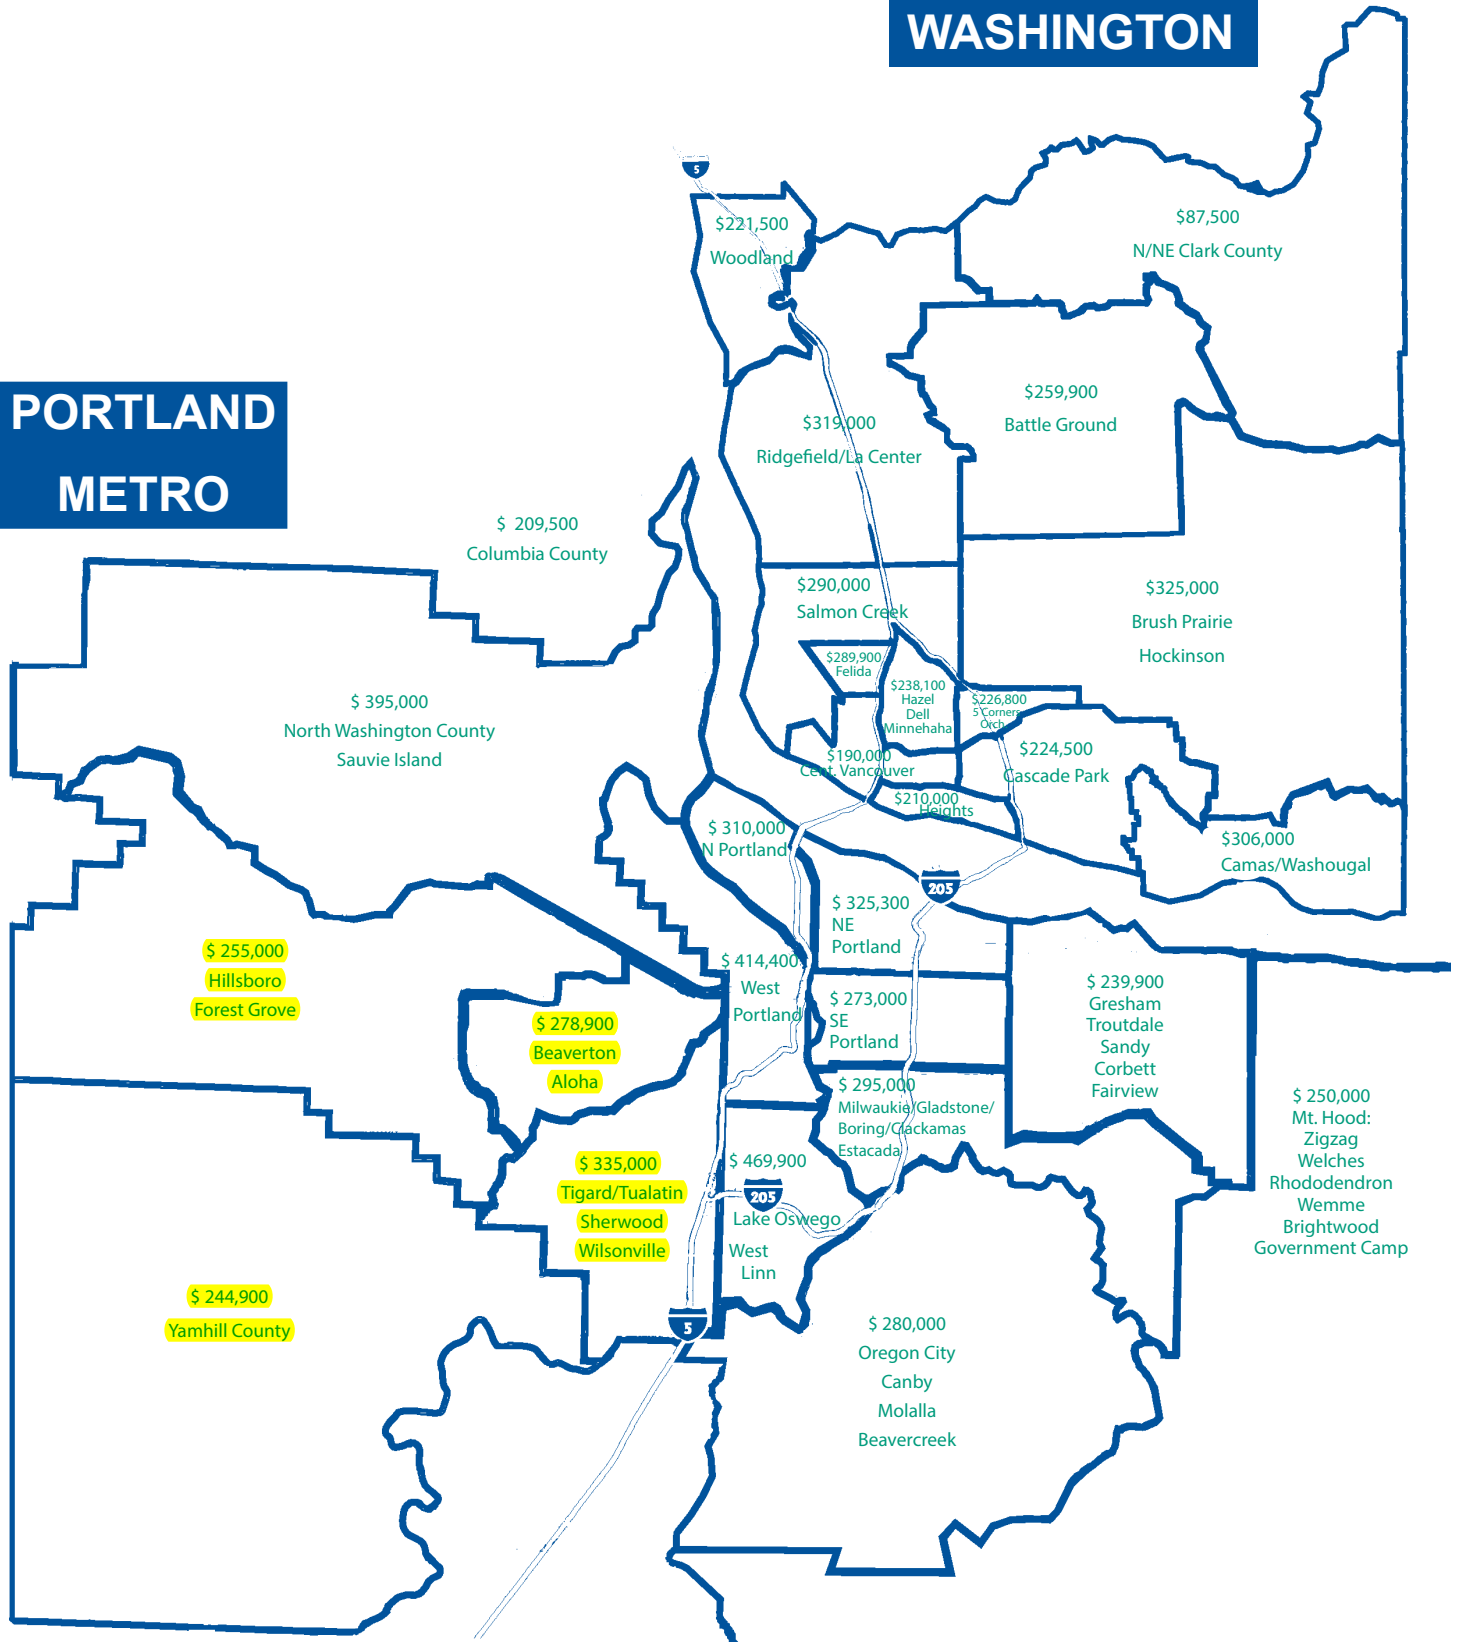 WASHINGTON
5
$221,500
Woodland
$87,500
N/NE Clark County
PORTLAND
METRO
$259,900
Battle Ground
$319,000
Ridgefield/La Center
$ 209,500
Columbia County
$290,000
Salmon Creek
$325,000
Brush Prairie
Hockinson
$289,900
Felida
$238,100
Hazel
Dell
Minnehaha
$226,800
5 Corners
Orch
$ 395,000
North Washington County
Sauvie Island
$190,000
Cent. Vancouver
$224,500
Cascade Park
$210,000
Heights
$ 310,000
N Portland
$306,000
Camas/Washougal
205
$ 325,300
NE
Portland
$ 255,000
Hillsboro
Forest Grove
$ 414,400
West
Portland
$ 273,000
SE
Portland
$ 239,900
Gresham
Troutdale
Sandy
Corbett
Fairview
$ 278,900
Beaverton
Aloha
$ 295,000
Milwaukie/Gladstone/
Boring/Clackamas
Estacada
$ 250,000
Mt. Hood:
Zigzag
Welches
Rhododendron
Wemme
Brightwood
Government Camp
$ 335,000
Tigard/Tualatin
Sherwood
Wilsonville
$ 469,900
205
Lake Oswego
West
Linn
$ 244,900
Yamhill County
5
$ 280,000
Oregon City
Canby
Molalla
Beavercreek